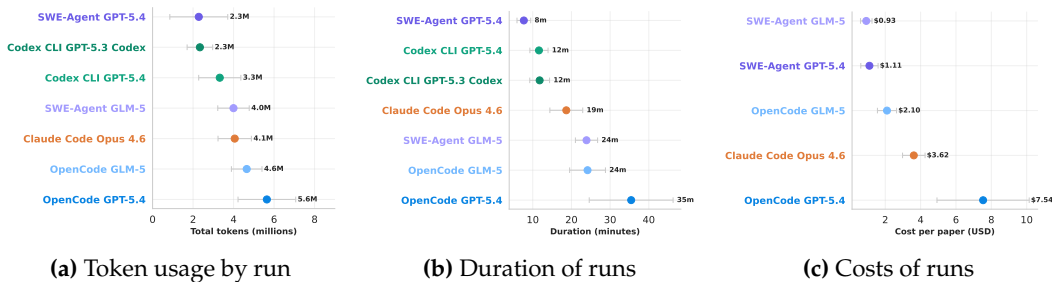 SWE-Agent GPT-5.4
2.3M
Codex CLI GPT-5.3 Codex
2.3M
Codex CLI GPT-5.4
3.3M
SWE-Agent GLM-5
4.0M
Claude Code Opus 4.6
4.1M
OpenCode GLM-5
4.6M
OpenCode GPT-5.4
5.6M
0 2 4 6 8
Total tokens (millions)
(a) Token usage by run
SWE-Agent GPT-5.4
8m
Codex CLI GPT-5.4
12m
Codex CLI GPT-5.3 Codex
12m
Claude Code Opus 4.6
19m
SWE-Agent GLM-5
24m
OpenCode GLM-5
24m
OpenCode GPT-5.4
35m
10 20 30 40
Duration (minutes)
(b) Duration of runs
SWE-Agent GLM-5
$0.93
SWE-Agent GPT-5.4
$1.11
OpenCode GLM-5
$2.10
Claude Code Opus 4.6
$3.62
OpenCode GPT-5.4
$7.54
2 4 6 8 10
Cost per paper (USD)
(c) Costs of runs